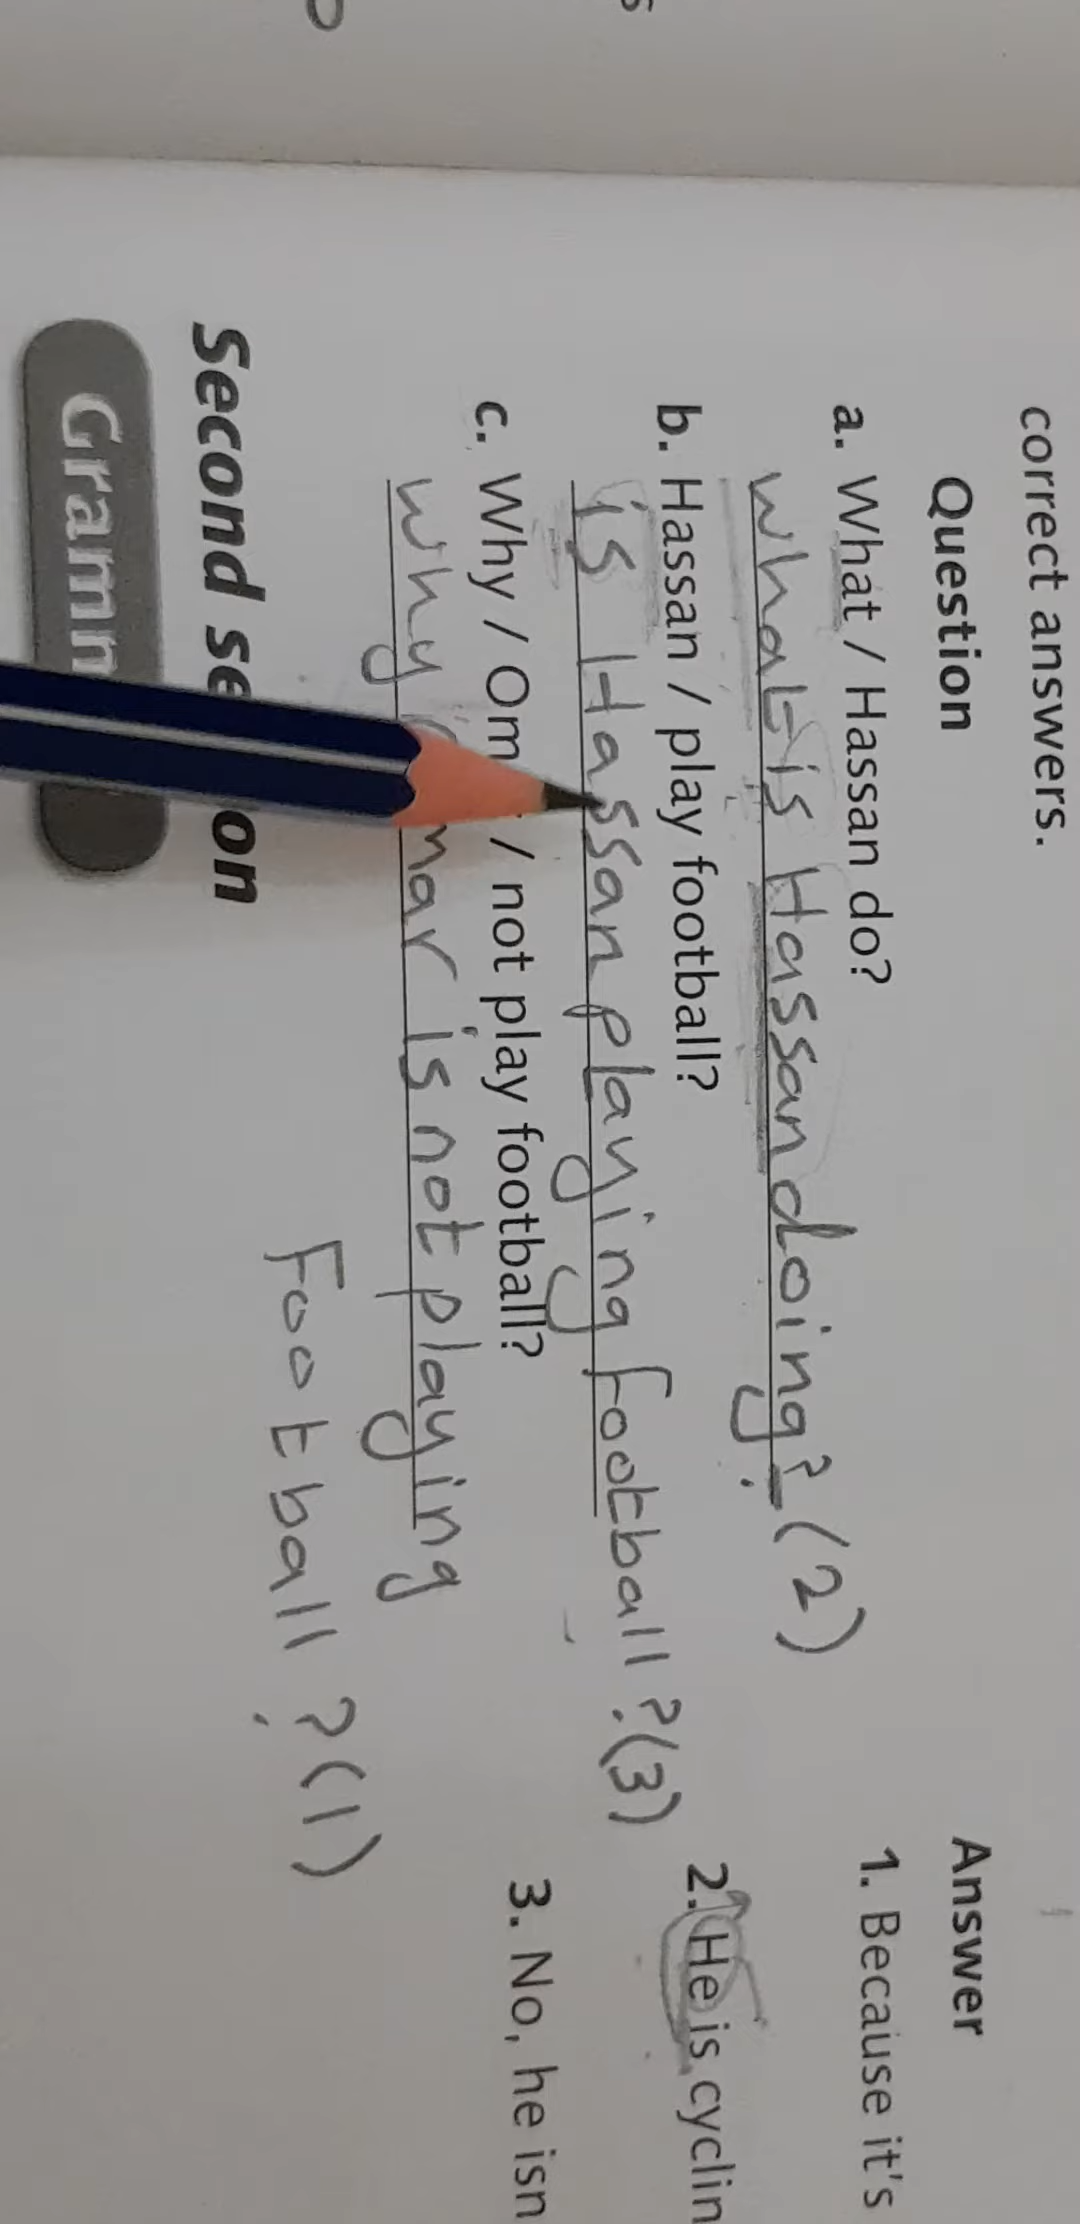 correct answers.
Question Answer
a. What / Hassan do? 1. Because it's
what is Hassan doing? (2)
b. Hassan / play football? 2. He is cyclin
is Hassan playing football? (3)
c. Why / Om / not play football? 3. No, he isn
why mar is not playing
Football? (1)
Second se on
Gramm